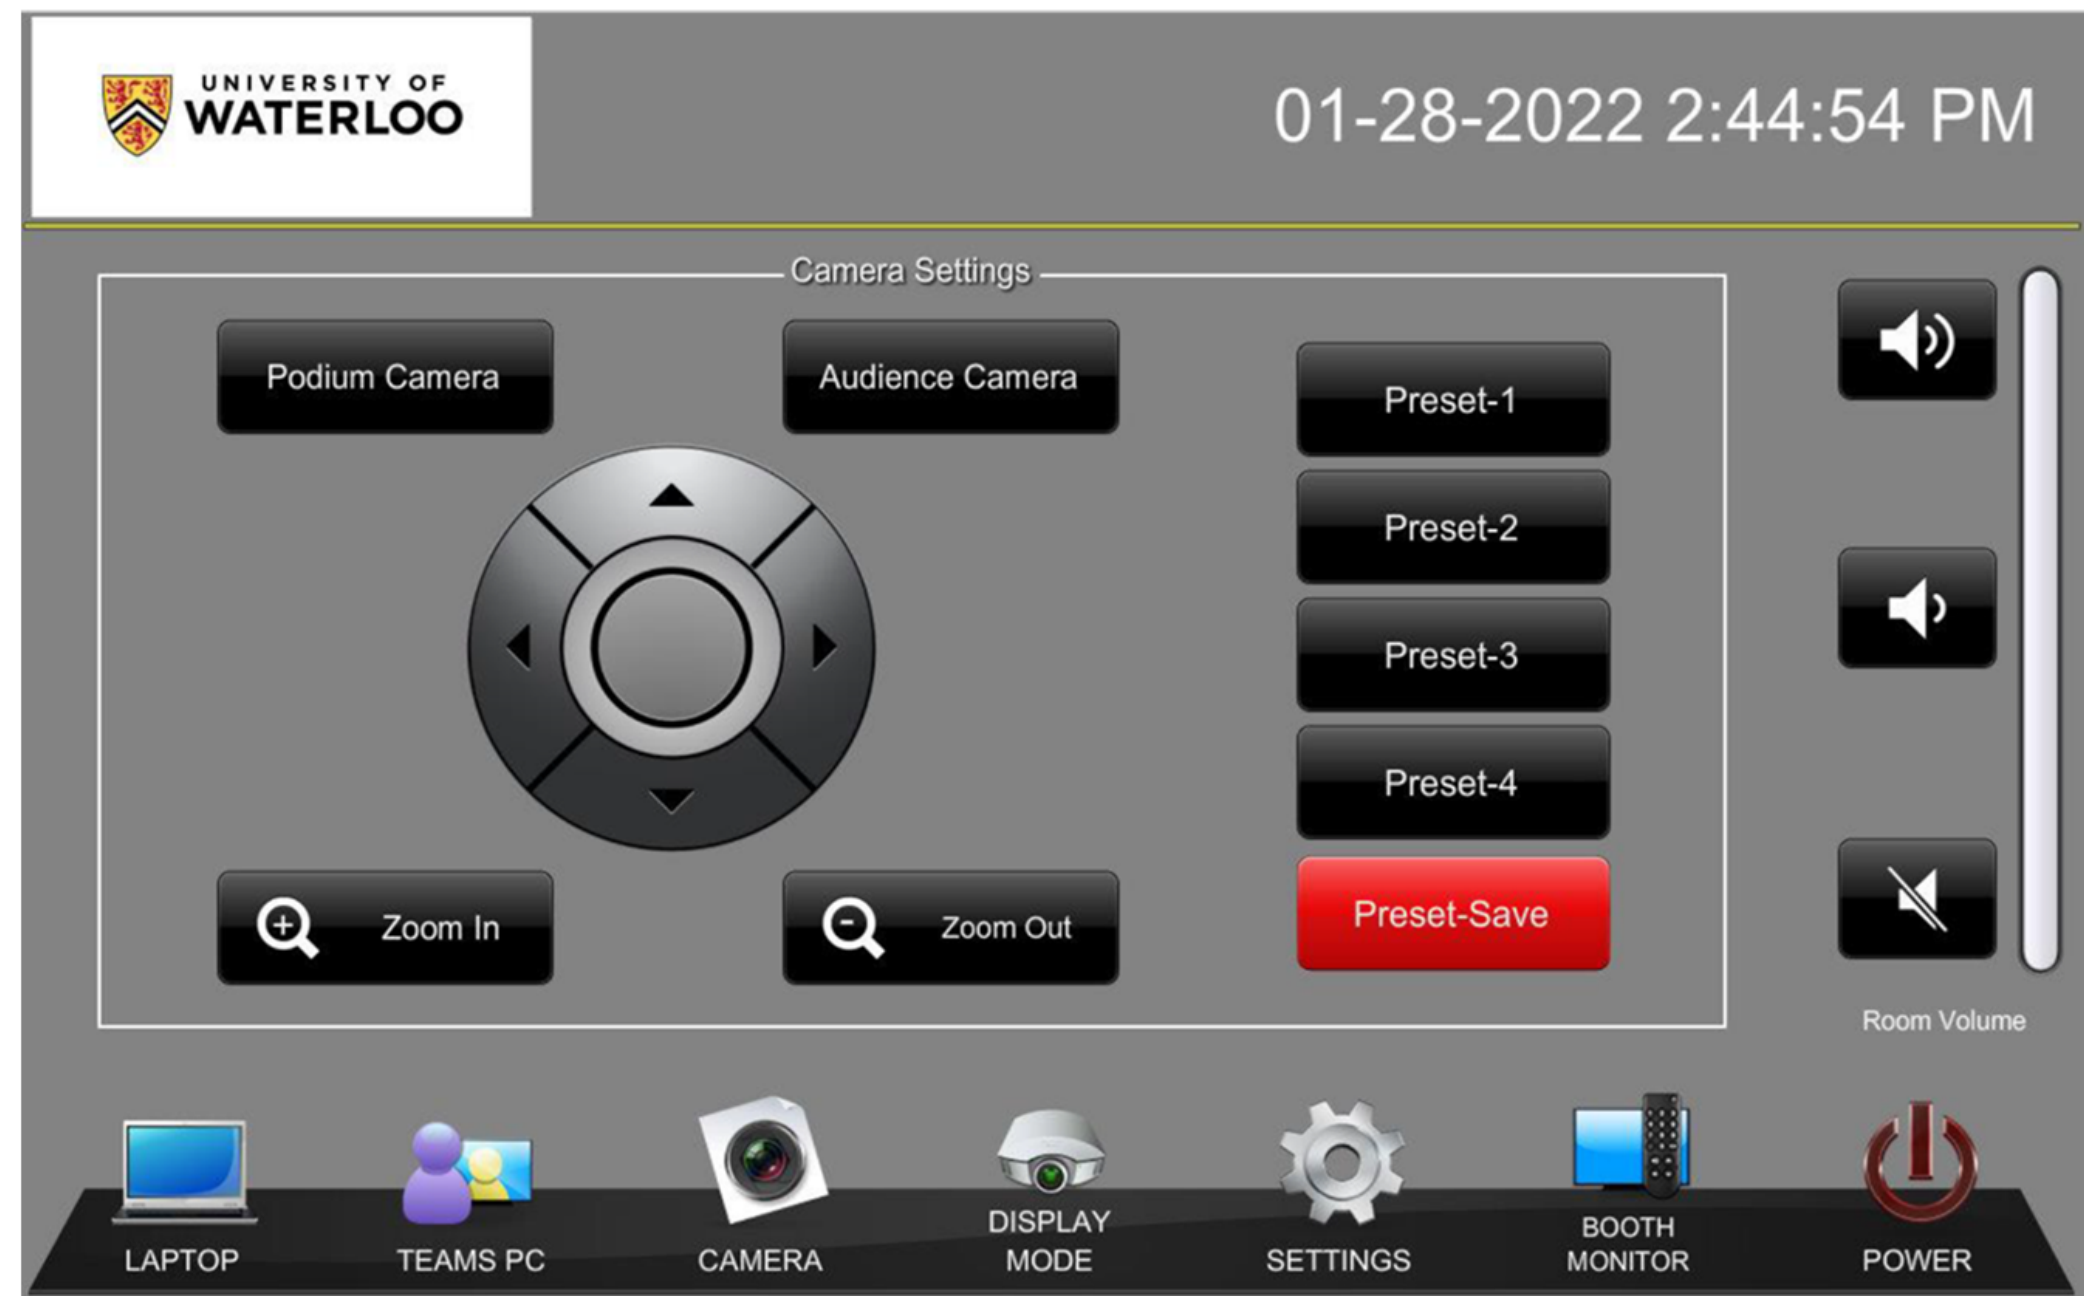 UNIVERSITY OF
WATERLOO
01-28-2022 2:44:54 PM
Camera Settings
Podium Camera
Audience Camera
Preset-1
Preset-2
Preset-3
Preset-4
Zoom In
Zoom Out
Preset-Save
Room Volume
LAPTOP
TEAMS PC
CAMERA
DISPLAY
MODE
SETTINGS
BOOTH
MONITOR
POWER